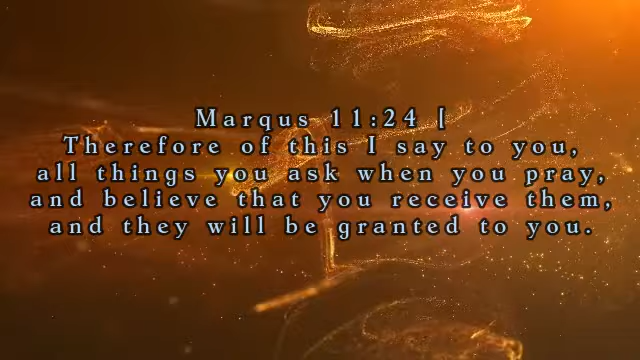 Marqus 11:24 [
Therefore of this I say to you,
all things you ask when you pray,
and believe that you receive them,
and they will be granted to you.